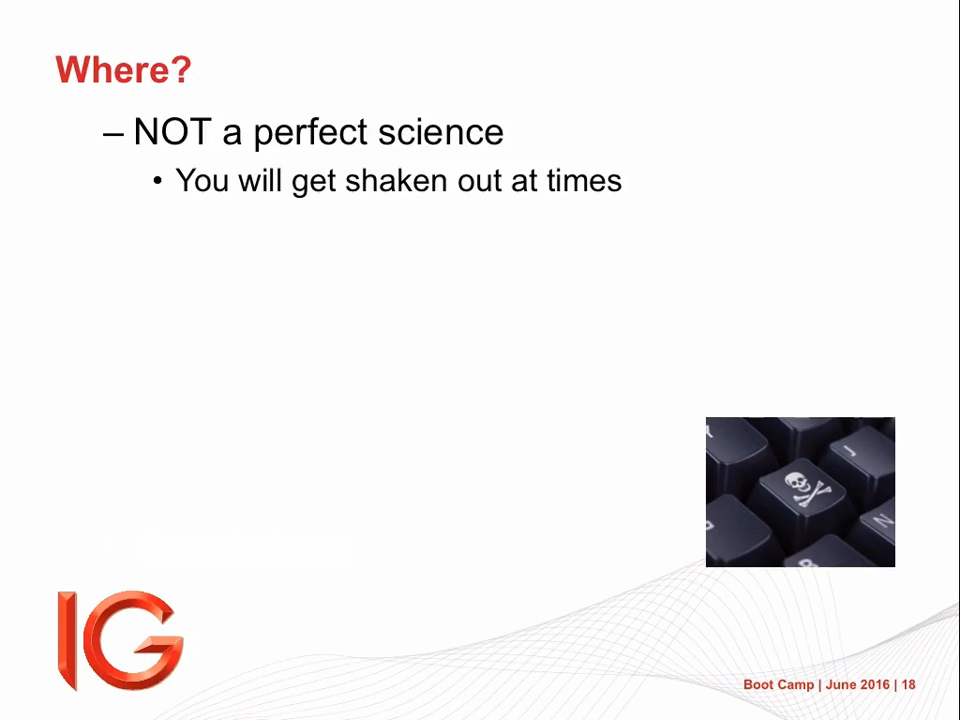 Where?
– NOT a perfect science
• You will get shaken out at times
IG
Boot Camp | June 2016 | 18